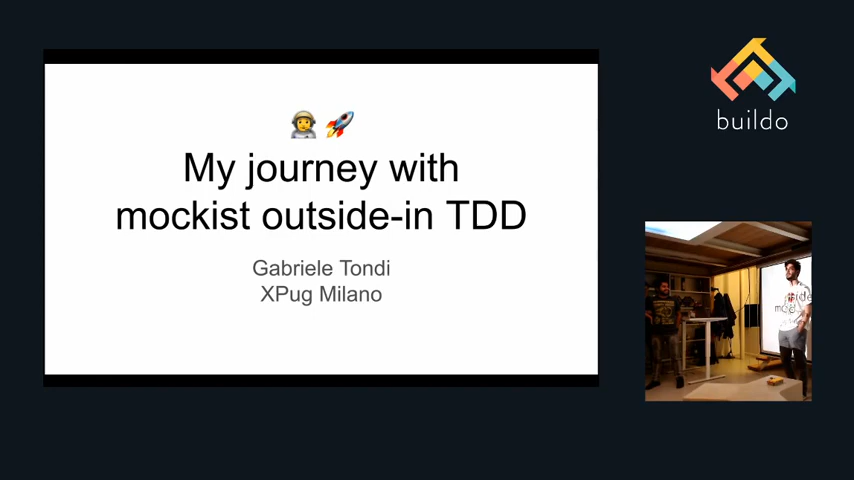 My journey with
mockist outside-in TDD
Gabriele Tondi
XPug Milano
buildo